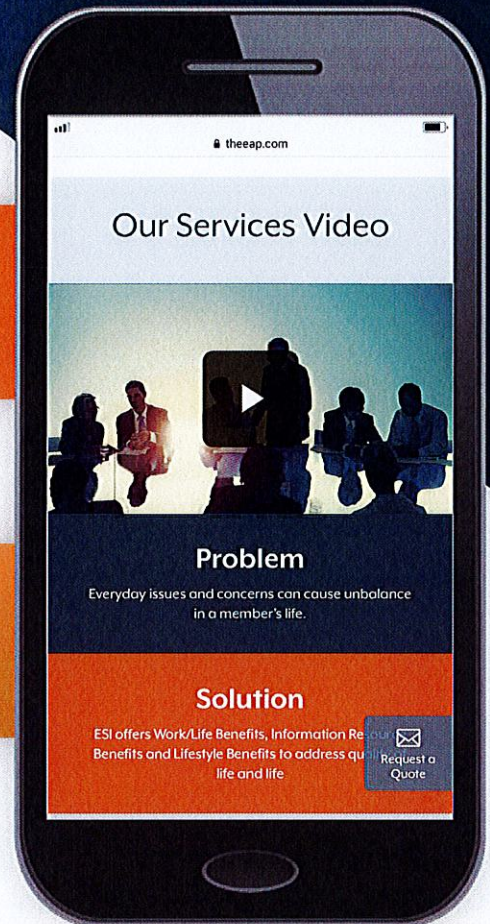 theeap.com
Our Services Video
Problem
Everyday issues and concerns can cause unbalance
in a member's life.
Solution
ESI offers Work/Life Benefits, Information
Benefits and Lifestyle Benefits to address
life and life
Request a
Quote